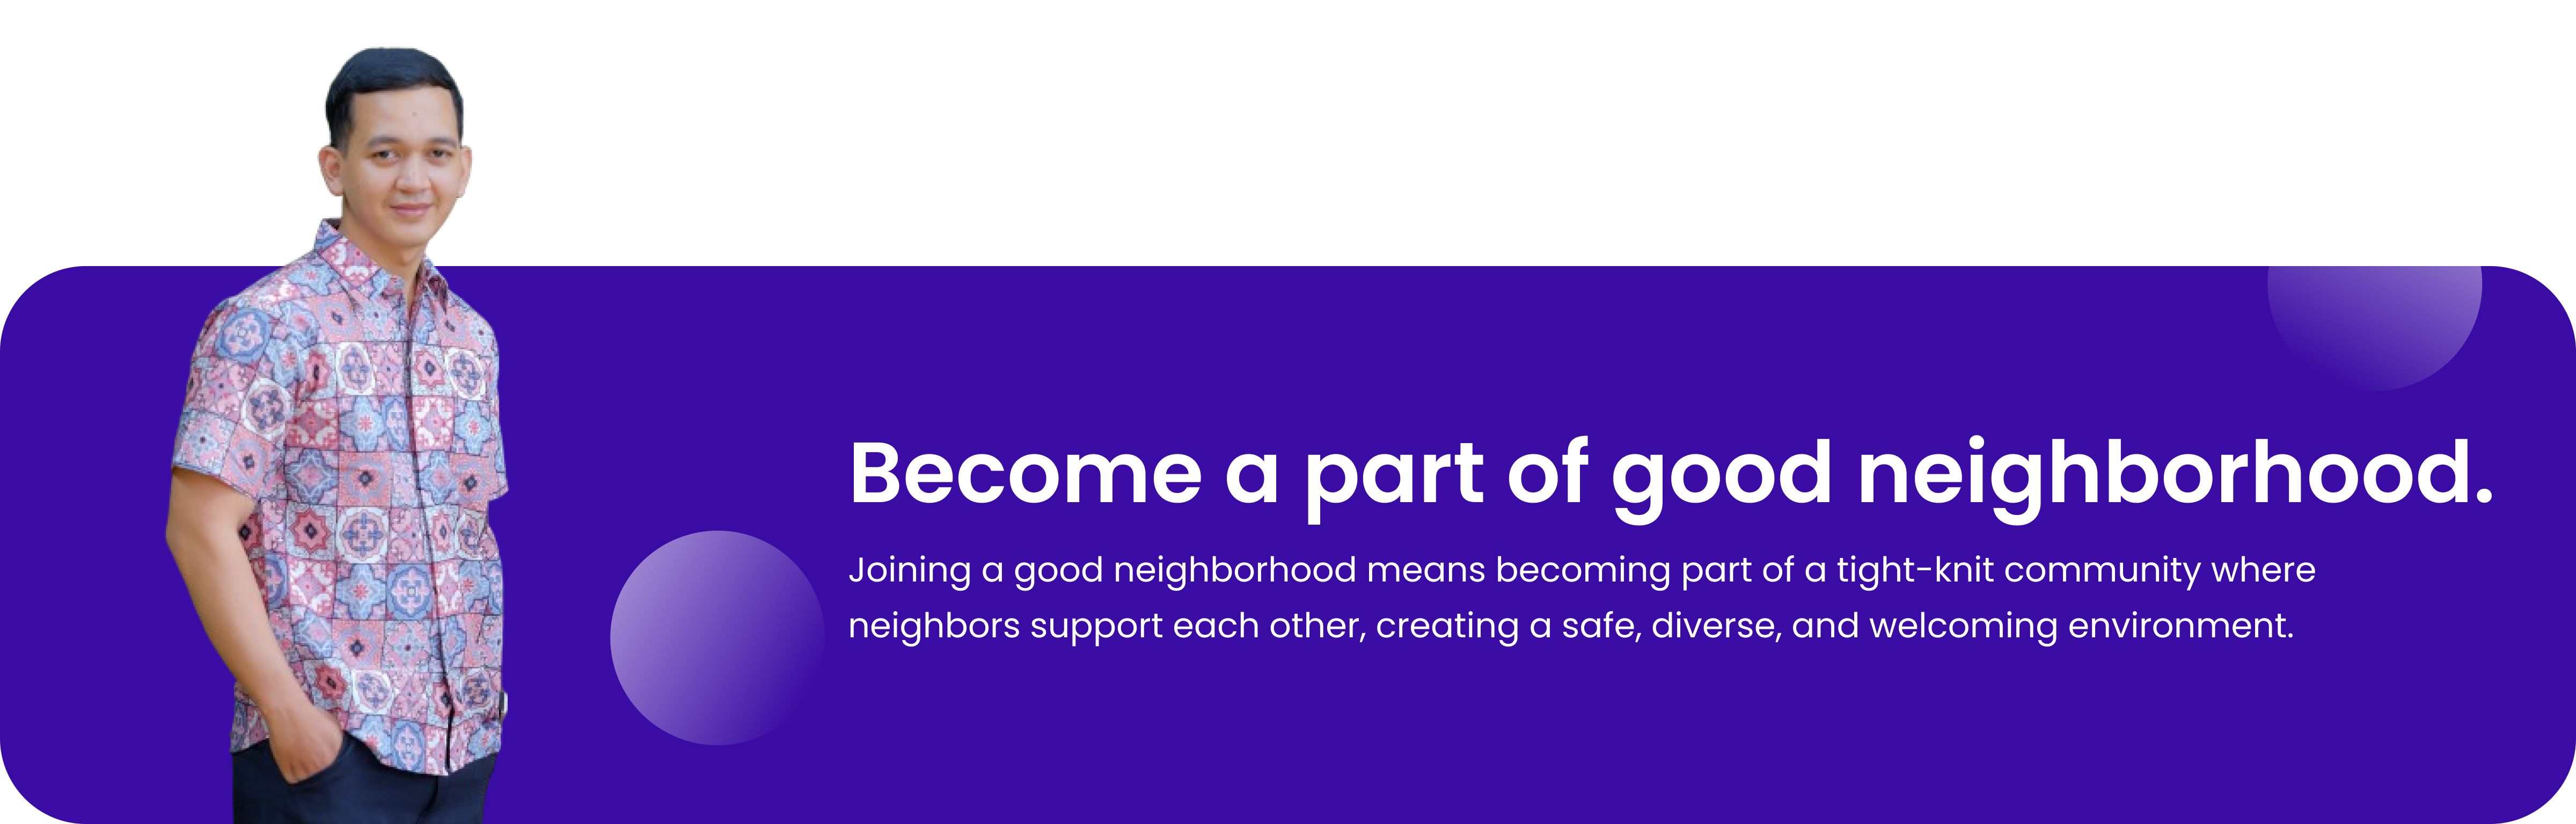 Become a part of good neighborhood.
Joining a good neighborhood means becoming part of a tight-knit community where
neighbors support each other, creating a safe, diverse, and welcoming environment.